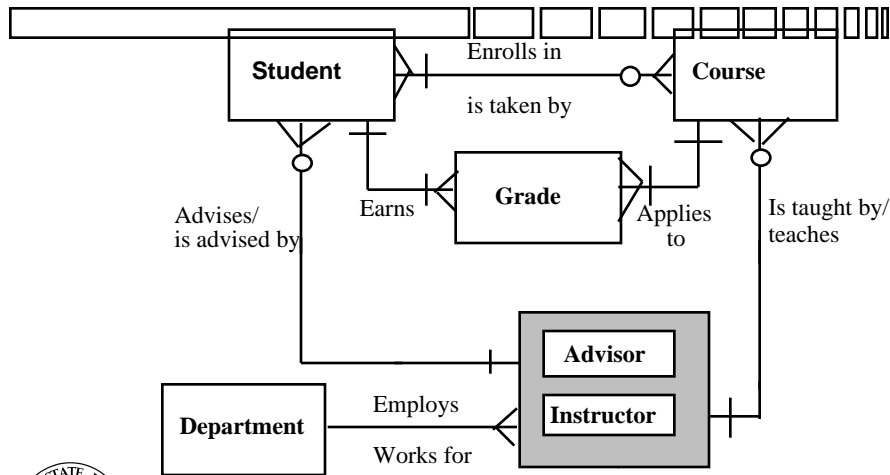 Student
Enrolls in
Course
is taken by
Grade
Earns
Applies
to
Advises/
is advised by
Is taught by/
teaches
Advisor
Instructor
Department
Employs
Works for
STATE